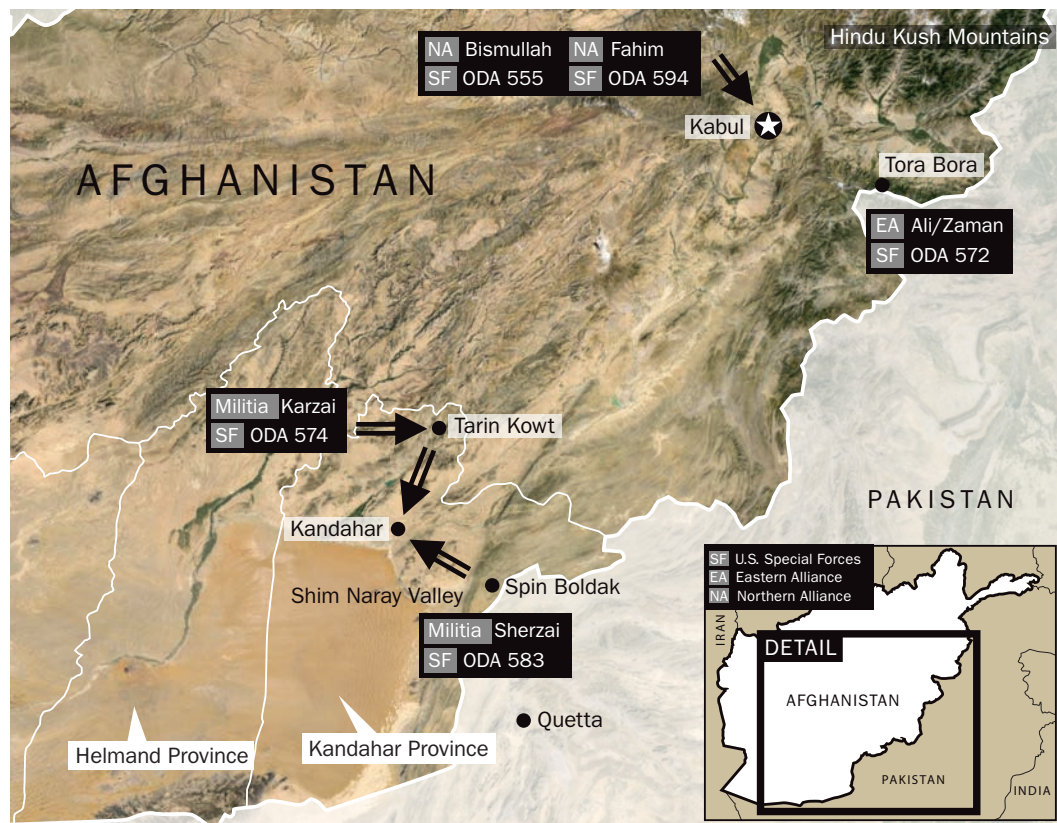 Hindu Kush Mountains
NA Bismullah NA Fahim
SF ODA 555 SF ODA 594
Kabul
AFGHANISTAN
Tora Bora
EA Ali/Zaman
SF ODA 572
Militia Karzai
SF ODA 574
Tarin Kowt
PAKISTAN
Kandahar
Spin Boldak
Shim Naray Valley
Militia Sherzai
SF ODA 583
Quetta
Kandahar Province
Helmand Province
SF U.S. Special Forces
EA Eastern Alliance
NA Northern Alliance
IRAN
DETAIL
AFGHANISTAN
PAKISTAN
INDIA